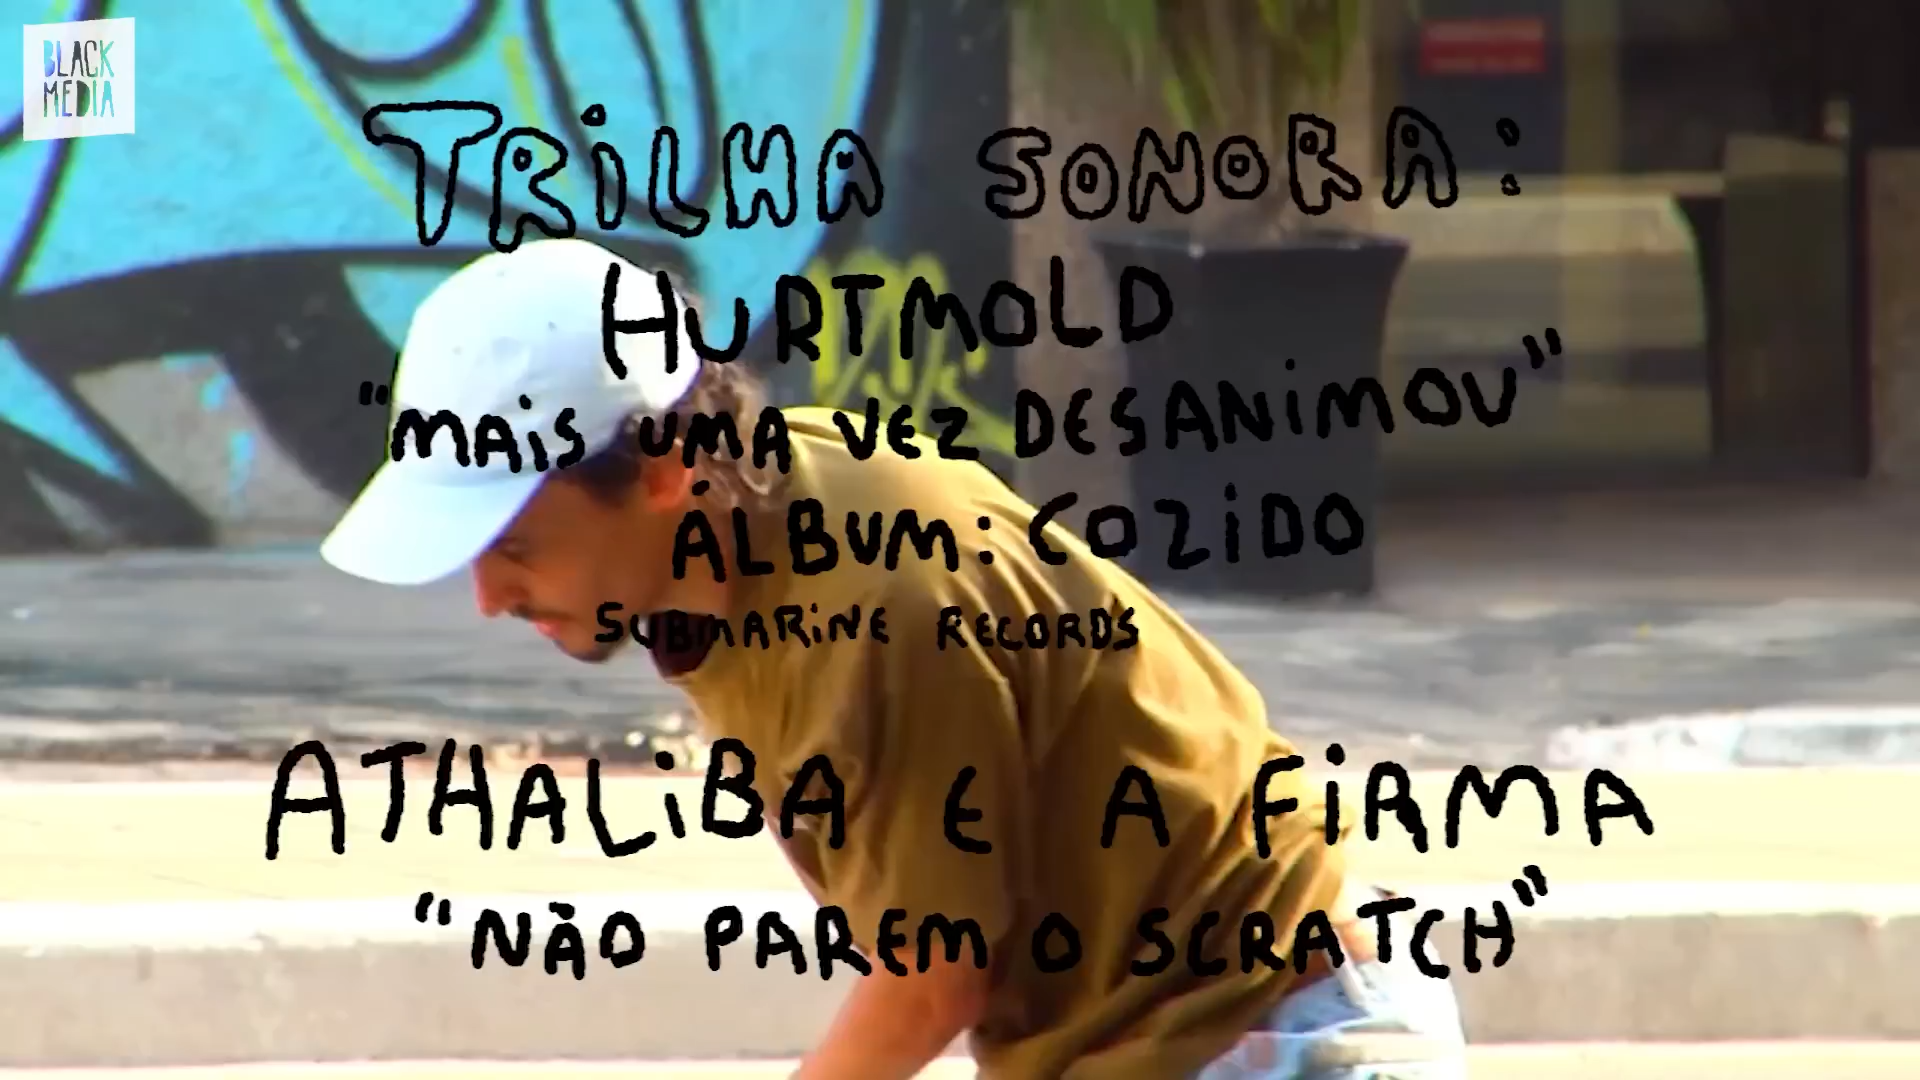 BLACK
MEDIA
TRiLHA SONORA:
HURTMOLD
"MAiS UMA VEZ DESANiMOU"
ÁLBUM: COZiDO
SUBMARiNE RECORDS
ATHALiBA E A FiRMA
"NÃO PAREM O SCRATCH"